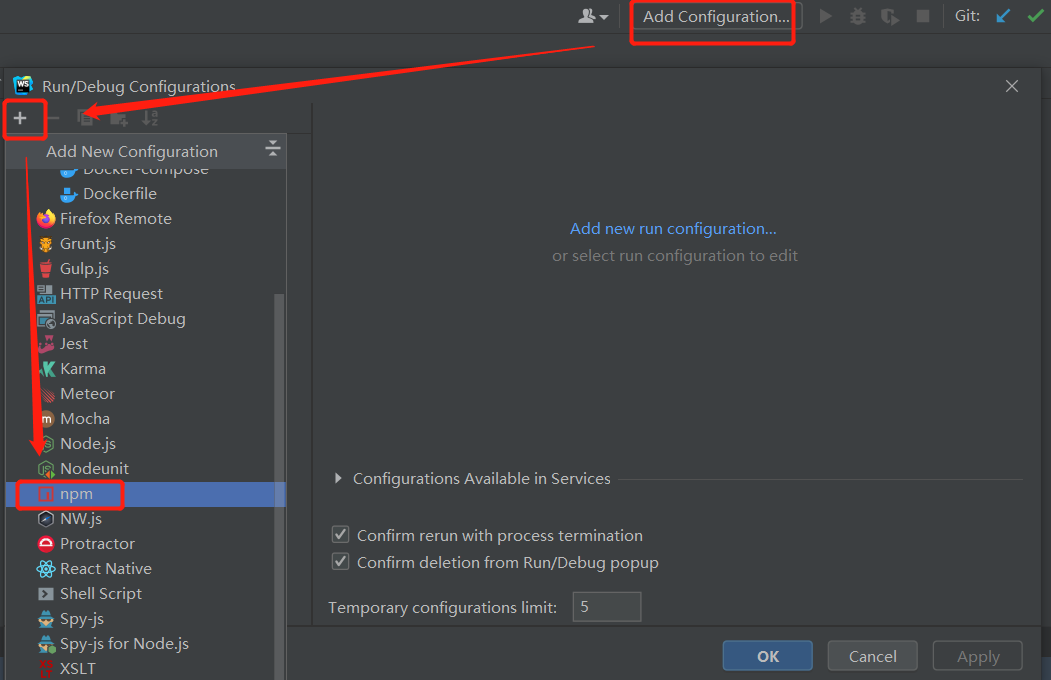 Add Configuration...
Git:
WS
Run/Debug Configurations
Add New Configuration
Docker-compose
Dockerfile
Firefox Remote
Grunt.js
Gulp.js
API
HTTP Request
JavaScript Debug
Jest
Karma
Meteor
m
Mocha
Node.js
Nodeunit
npm
NW.js
Protractor
React Native
Shell Script
Spy-js
Spy-js for Node.js
XSLT
Add new run configuration...
or select run configuration to edit
Configurations Available in Services
Confirm rerun with process termination
Confirm deletion from Run/Debug popup
Temporary configurations limit: 5
OK
Cancel
Apply